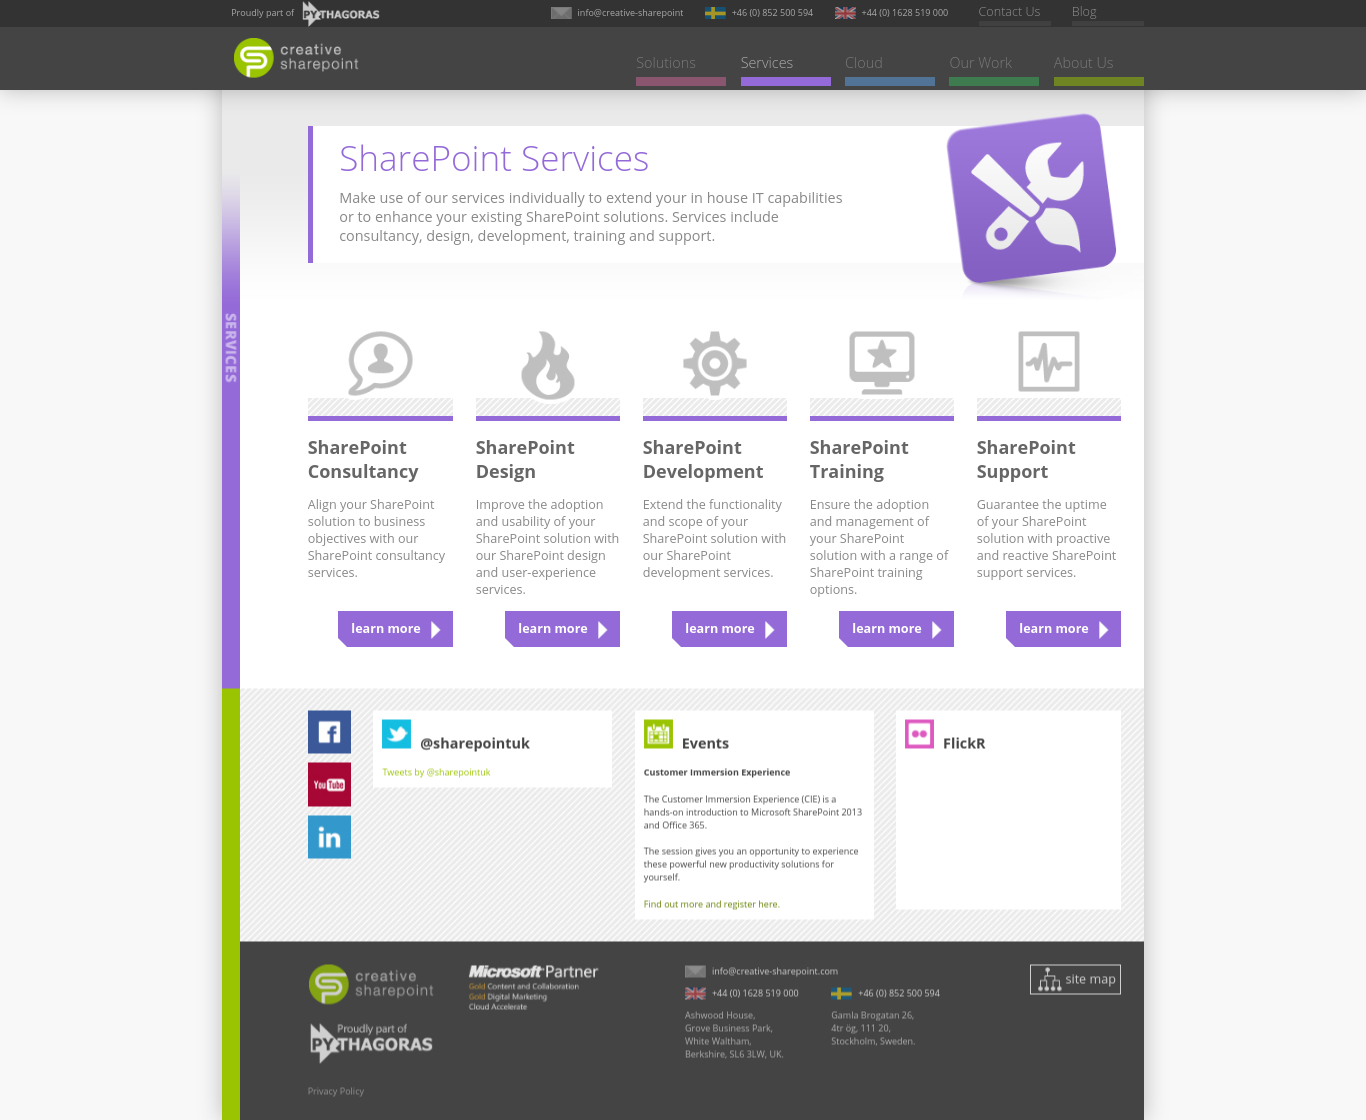 Proudly part of
PYTHAGORAS
info@creative-sharepoint
+46 (0) 852 500 594
+44 (0) 1628 519 000
Contact Us
Blog
creative
sharepoint
Solutions
Services
Cloud
Our Work
About Us
SharePoint Services
Make use of our services individually to extend your in house IT capabilities
or to enhance your existing SharePoint solutions. Services include
consultancy, design, development, training and support.
SERVICES
SharePoint
Consultancy
Align your SharePoint
solution to business
objectives with our
SharePoint consultancy
services.
learn more
SharePoint
Design
Improve the adoption
and usability of your
SharePoint solution with
our SharePoint design
and user-experience
services.
learn more
SharePoint
Development
Extend the functionality
and scope of your
SharePoint solution with
our SharePoint
development services.
learn more
SharePoint
Training
Ensure the adoption
and management of
your SharePoint
solution with a range of
SharePoint training
options.
learn more
SharePoint
Support
Guarantee the uptime
of your SharePoint
solution with proactive
and reactive SharePoint
support services.
learn more
f
You Tube
in
@sharepointuk
Tweets by @sharepointuk
Events
Customer Immersion Experience
The Customer Immersion Experience (CIE) is a
hands-on introduction to Microsoft SharePoint 2013
and Office 365.
The session gives you an opportunity to experience
these powerful new productivity solutions for
yourself.
Find out more and register here.
FlickR
creative
sharepoint
Proudly part of
PYTHAGORAS
Privacy Policy
Microsoft Partner
Gold Content and Collaboration
Gold Digital Marketing
Cloud Accelerate
info@creative-sharepoint.com
+44 (0) 1628 519 000
Ashwood House,
Grove Business Park,
White Waltham,
Berkshire, SL6 3LW, UK.
+46 (0) 852 500 594
Gamla Brogatan 26,
4tr ög, 111 20,
Stockholm, Sweden.
site map